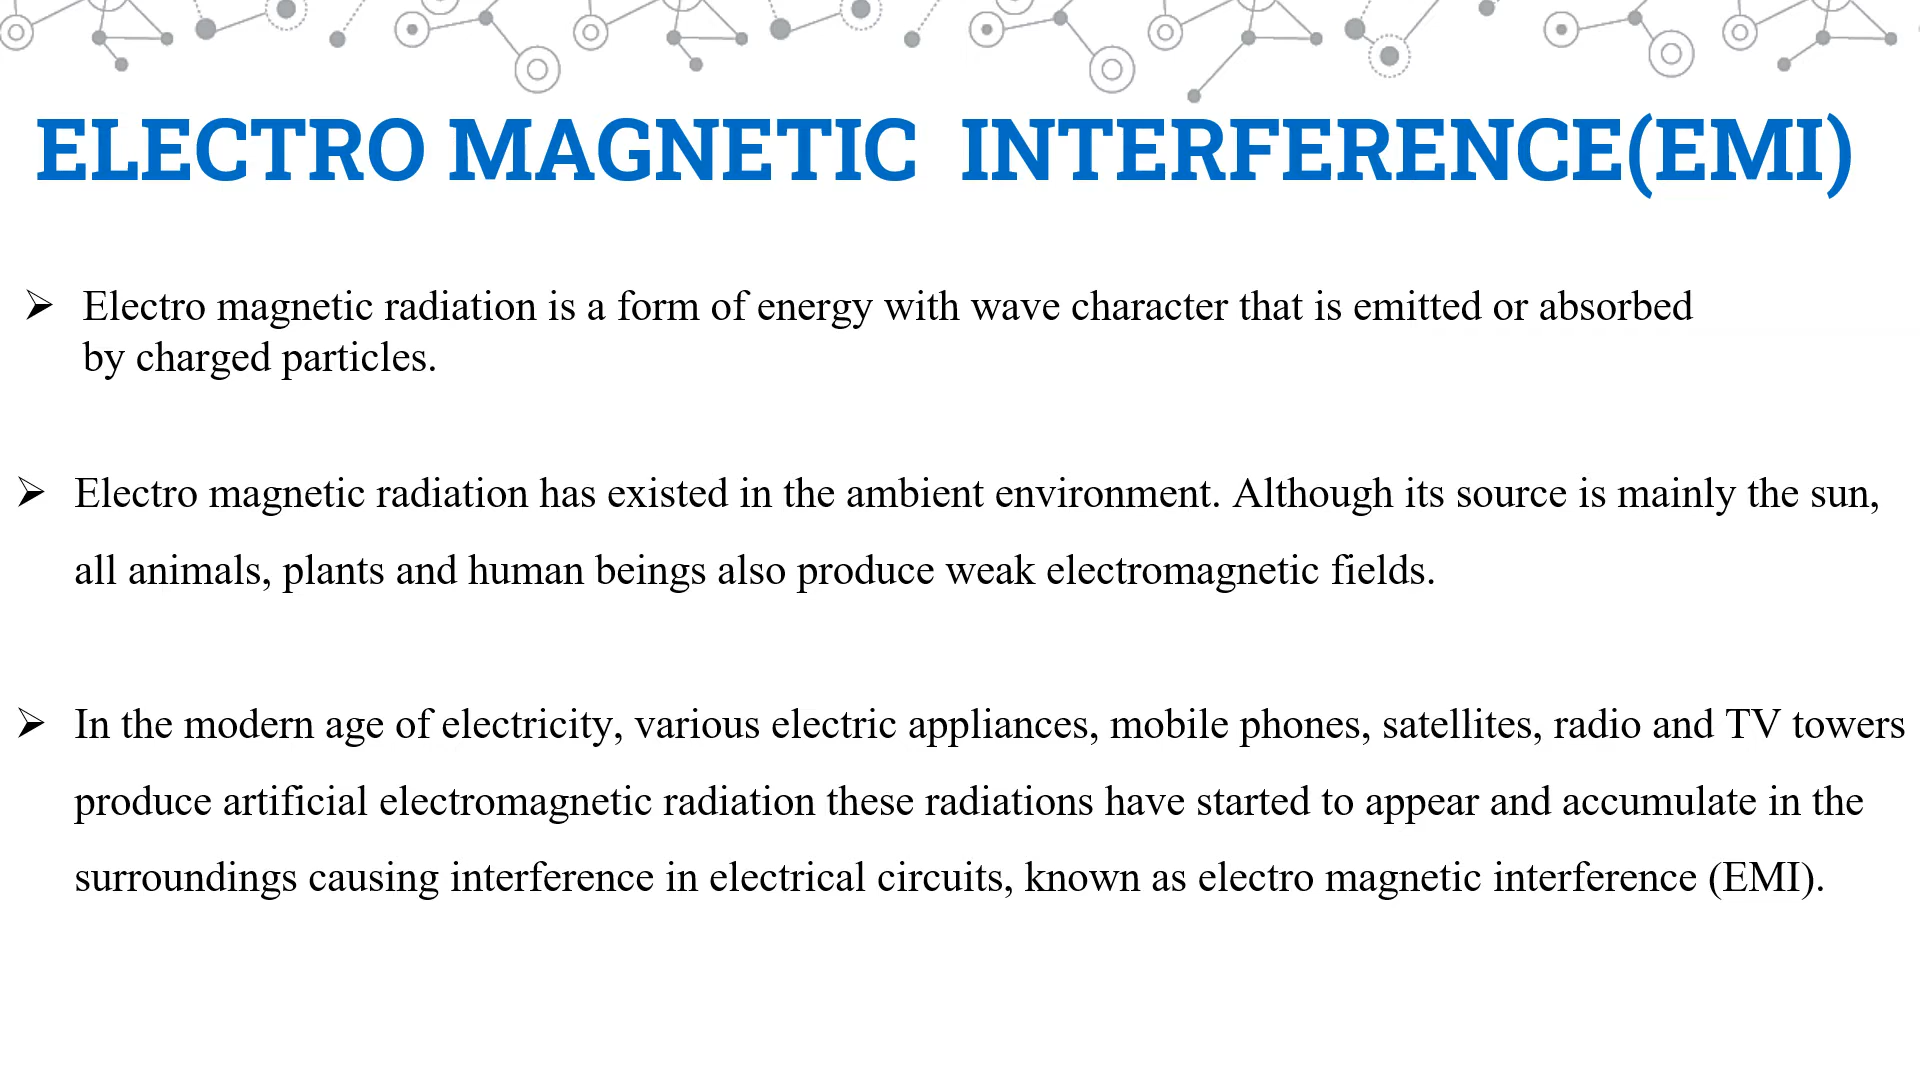 ELECTRO MAGNETIC INTERFERENCE(EMI)
➢ Electro magnetic radiation is a form of energy with wave character that is emitted or absorbed
by charged particles.
➢ Electro magnetic radiation has existed in the ambient environment. Although its source is mainly the sun,
all animals, plants and human beings also produce weak electromagnetic fields.
➢ In the modern age of electricity, various electric appliances, mobile phones, satellites, radio and TV towers
produce artificial electromagnetic radiation these radiations have started to appear and accumulate in the
surroundings causing interference in electrical circuits, known as electro magnetic interference (EMI).